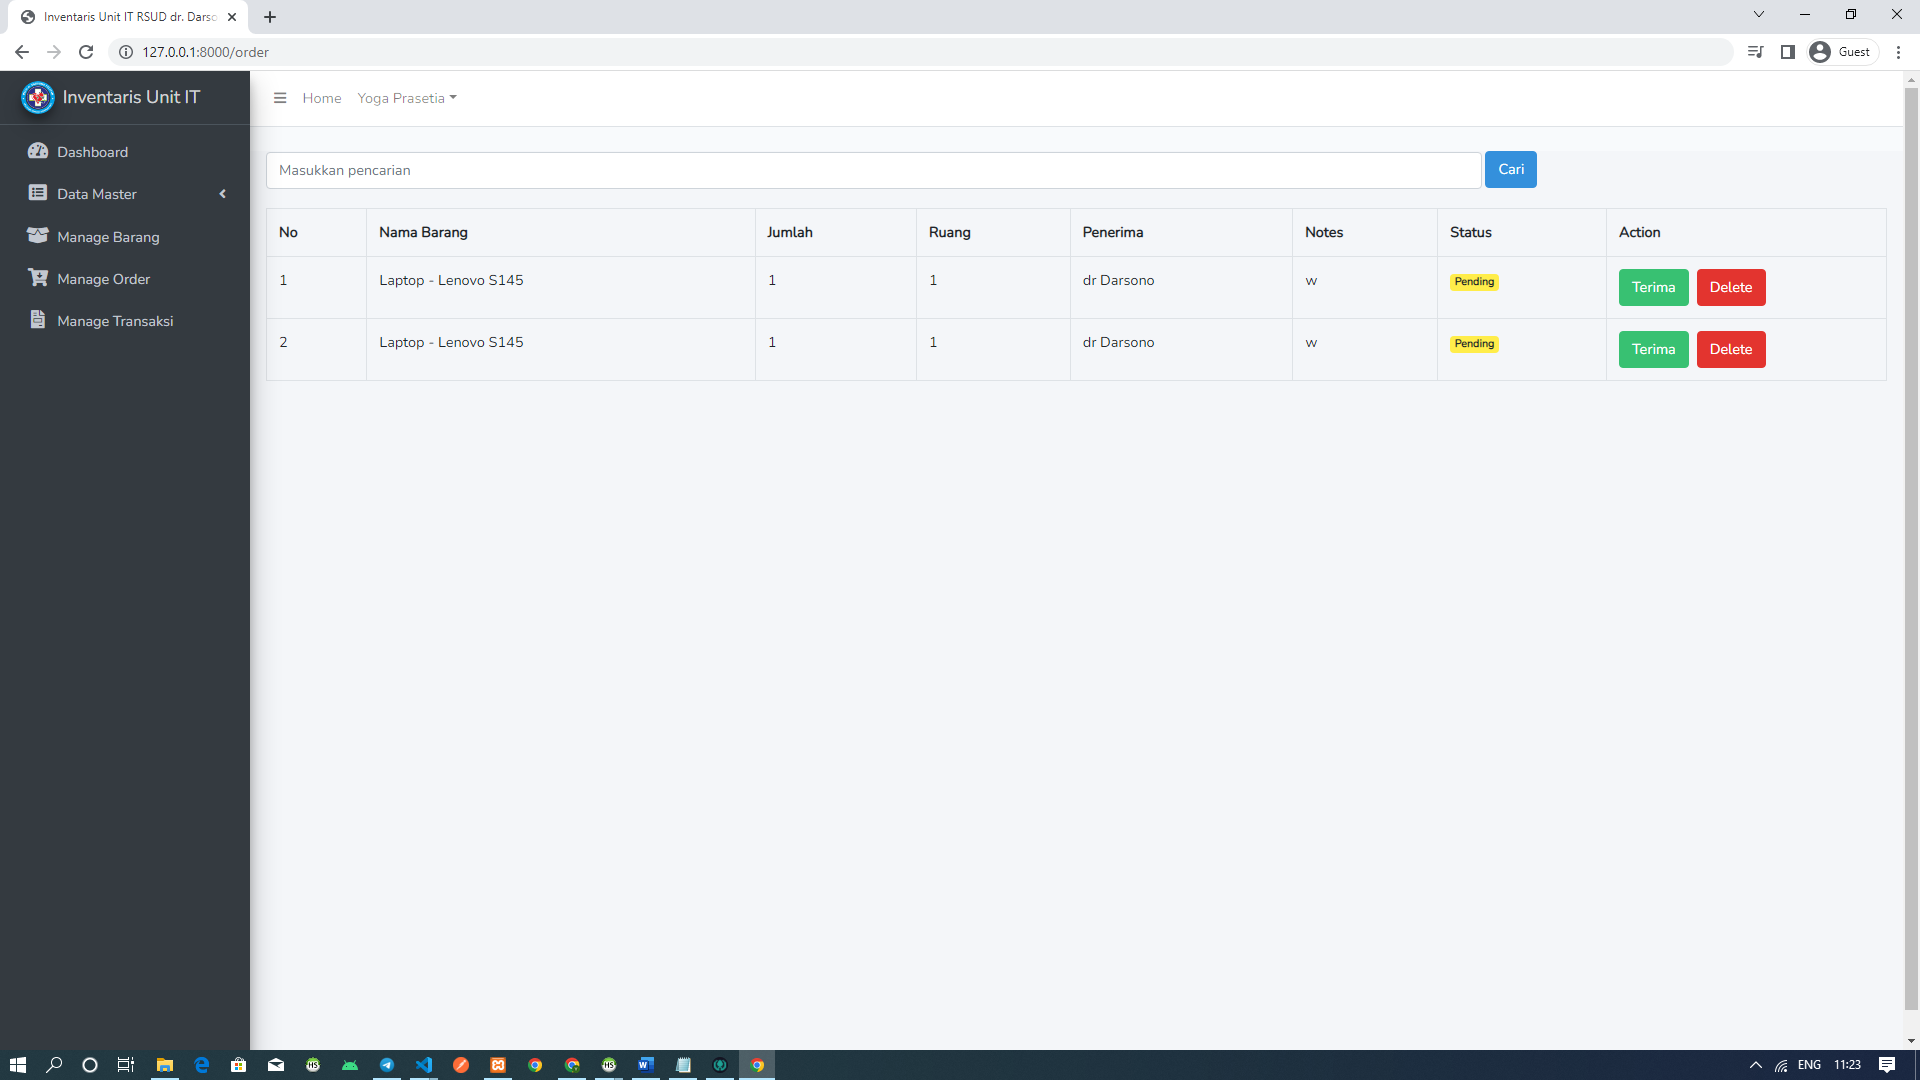 Inventaris Unit IT RSUD dr. Darso
127.0.0.1:8000/order
Guest
Inventaris Unit IT
Home
Yoga Prasetia
Dashboard
Data Master
Manage Barang
Manage Order
Manage Transaksi
Masukkan pencarian
Cari
No Nama Barang Jumlah Ruang Penerima Notes Status Action
1 Laptop - Lenovo S145 1 1 dr Darsono w Pending Terima Delete
2 Laptop - Lenovo S145 1 1 dr Darsono w Pending Terima Delete
ENG 11:23